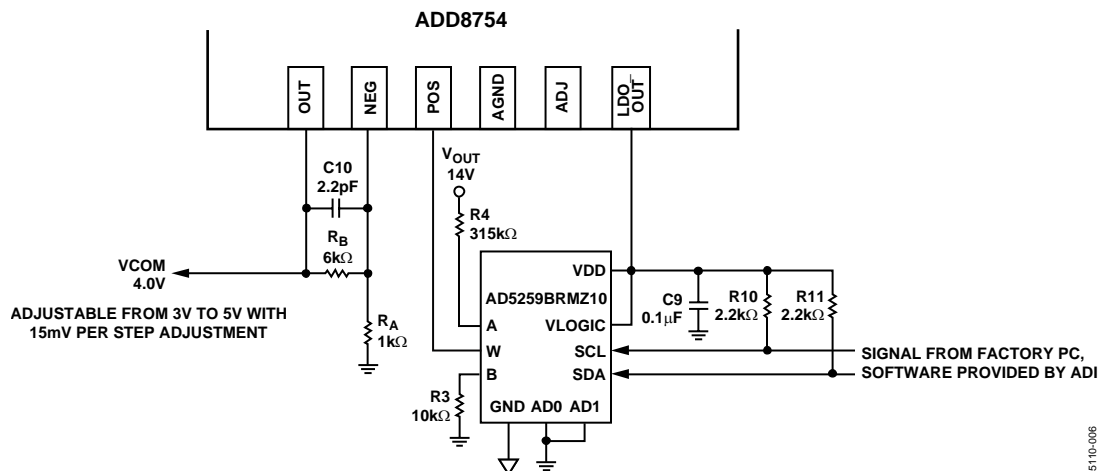 ADD8754
OUT
NEG
POS
AGND
ADJ
LDO_
OUT
VOUT
14V
C10
2.2pF
R4
315kΩ
RB
6kΩ
VCOM
4.0V
ADJUSTABLE FROM 3V TO 5V WITH
15mV PER STEP ADJUSTMENT
RA
1kΩ
VDD
AD5259BRMZ10
VLOGIC
A
W
SCL
B
SDA
GND AD0 AD1
C9
0.1μF
R10
2.2kΩ
R11
2.2kΩ
R3
10kΩ
SIGNAL FROM FACTORY PC,
SOFTWARE PROVIDED BY ADI
5110-006